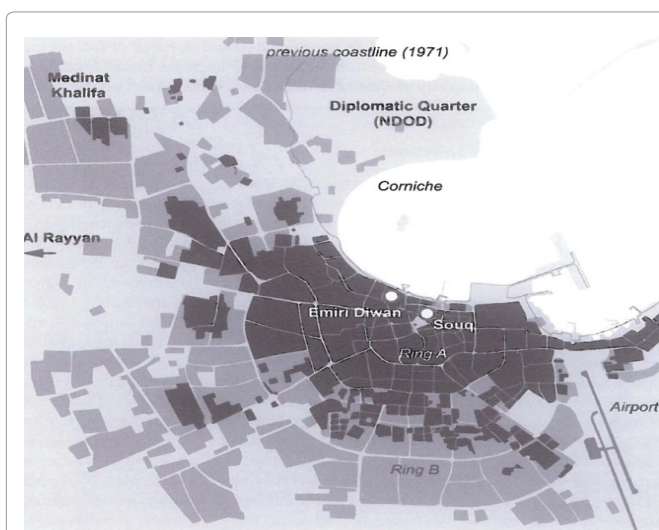 previous coastline (1971)
Medinat
Khalifa
Diplomatic Quarter
(NDOD)
Corniche
Al Rayyan
Emiri Diwan
Souq
Ring A
Airport
Ring B